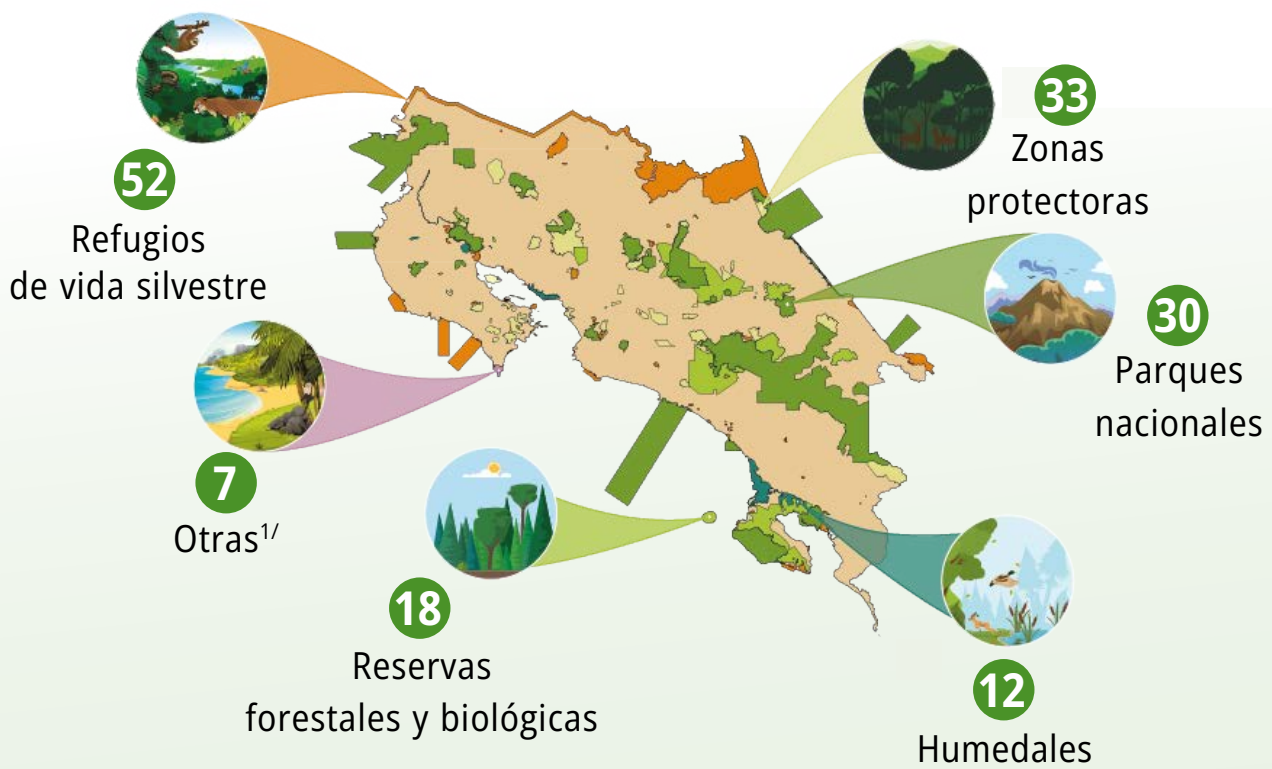 52
Refugios
de vida silvestre
33
Zonas
protectoras
30
Parques
nacionales
7
Otras1/
18
Reservas
forestales y biológicas
12
Humedales